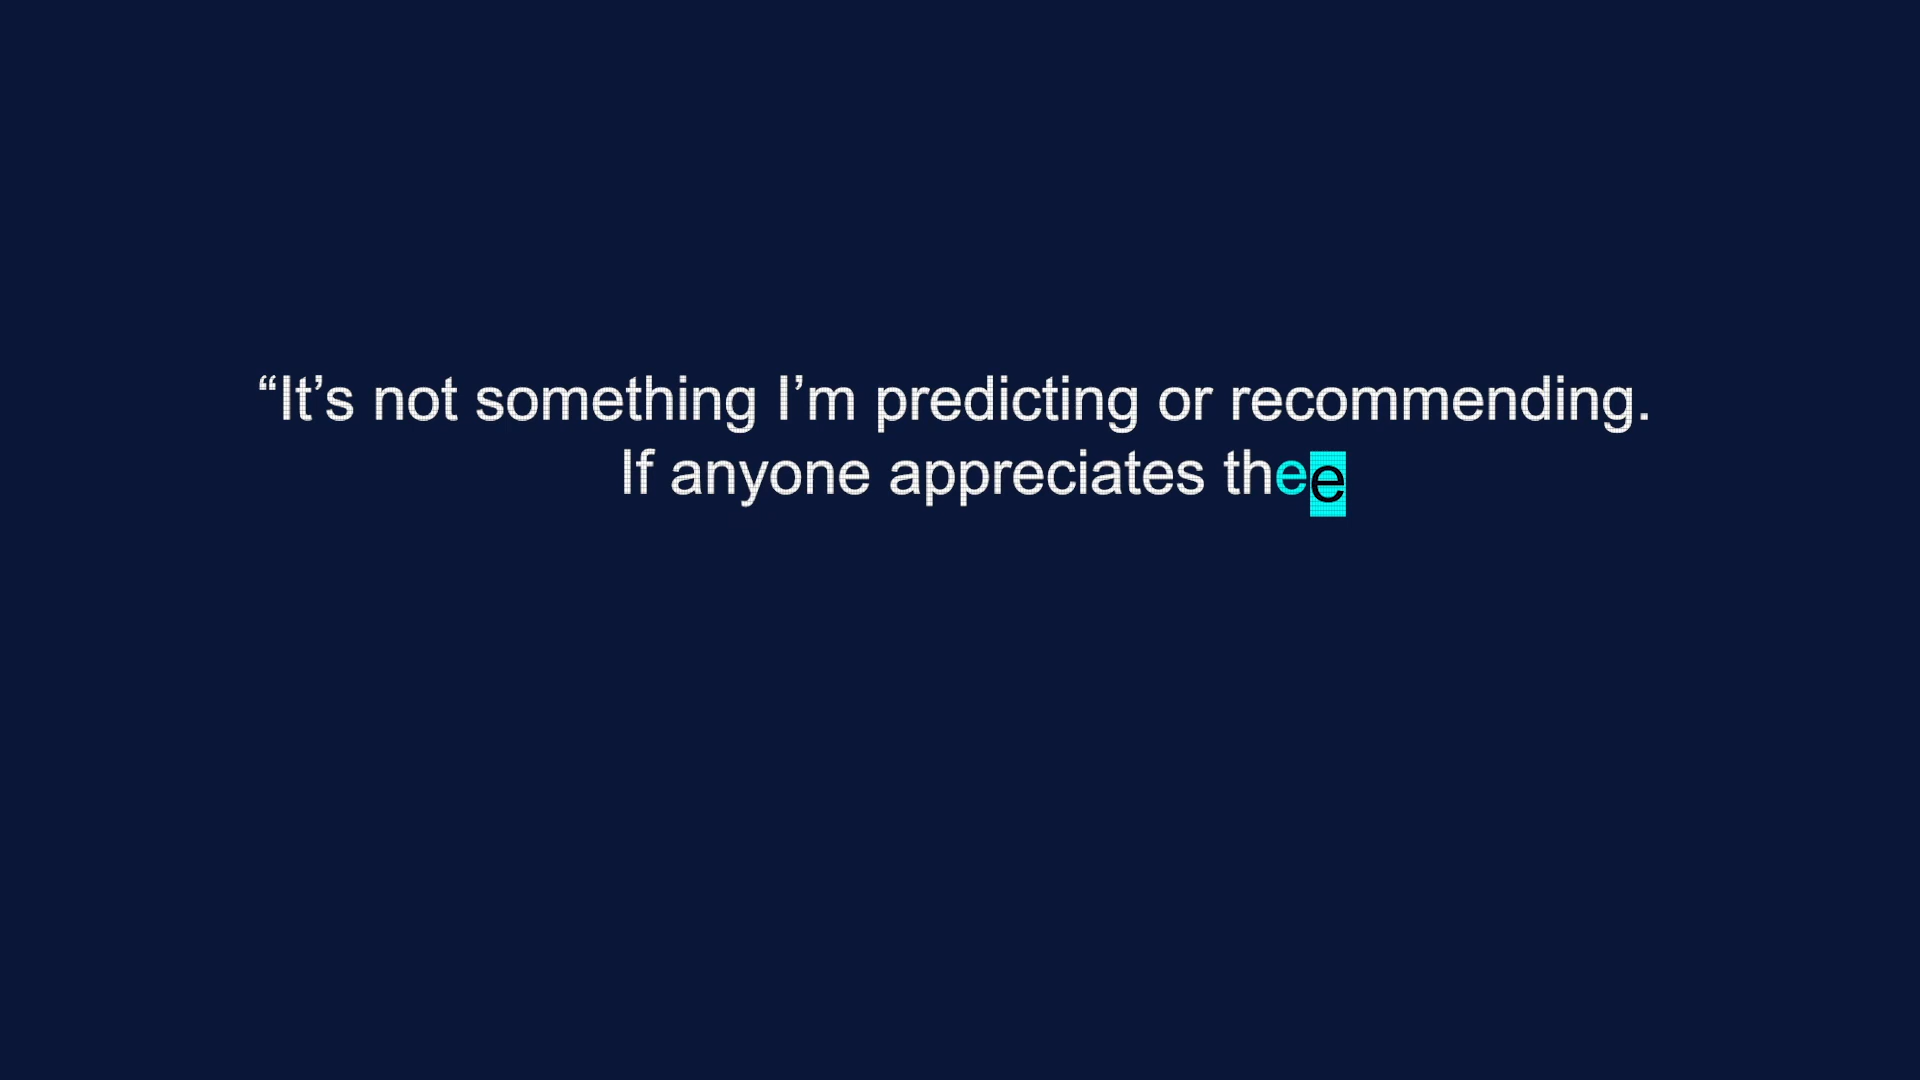 “It’s not something I’m predicting or recommending.
If anyone appreciates thee